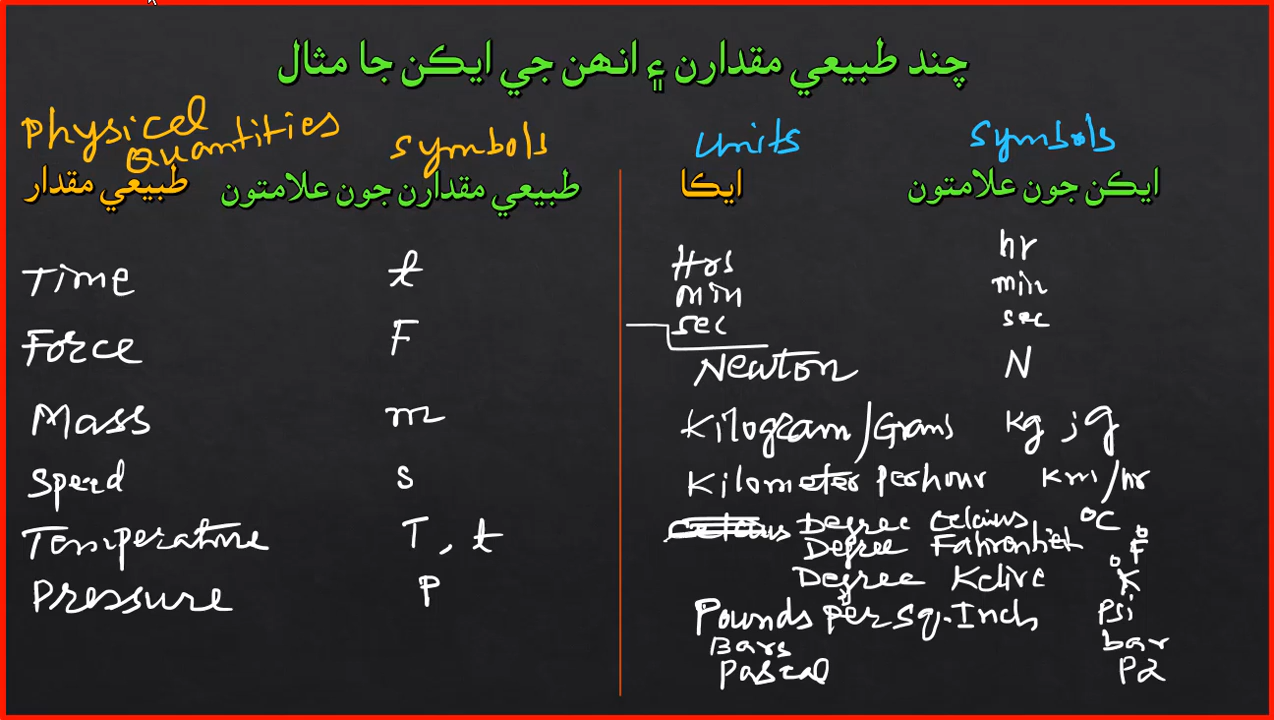 چند طبيعي مقدارن ۽ انهن جي ايڪن جا مثال
Physical Quantities Symbols Units Symbols
طبيعي مقدار طبيعي مقدارن جون علامتون ايڪا ايڪن جون علامتون
Time t Hrs hr
min min
sec sec
Force F Newton N
Mass m Kilogram/Grams Kg ; g
Speed s Kilometer per hour Km/hr
Temperature T, t Degree Celcius °C
Degree Fahrenhiet °F
Degree Kelive °K
Pressure P Pounds per sq. Inch Psi
Bars bar
Pascal Pa